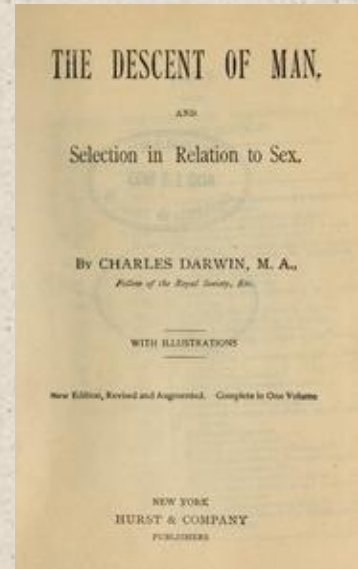 THE DESCENT OF MAN,
AND
Selection in Relation to Sex.
By CHARLES DARWIN, M. A.,
Fellow of the Royal Society, Etc.
WITH ILLUSTRATIONS
New Edition, Revised and Augmented. Complete in One Volume
NEW YORK
HURST & COMPANY
PUBLISHERS